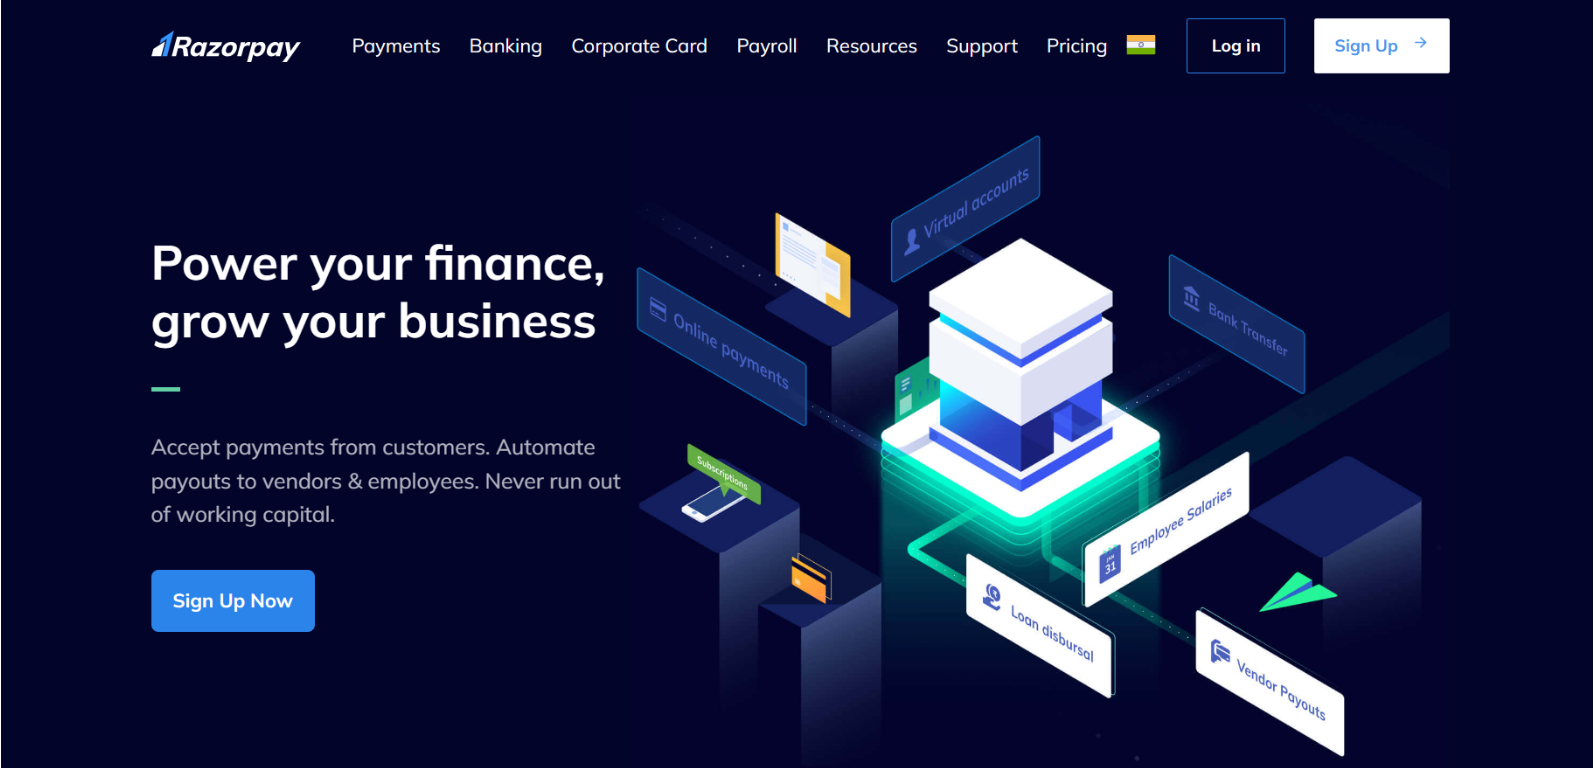 Razorpay
Payments
Banking
Corporate Card
Payroll
Resources
Support
Pricing
Log in
Sign Up
Power your finance,
grow your business
Accept payments from customers. Automate
payouts to vendors & employees. Never run out
of working capital.
Sign Up Now
Virtual accounts
Online payments
Bank Transfer
Subscriptions
Employee Salaries
31
Loan disbursal
Vendor Payouts